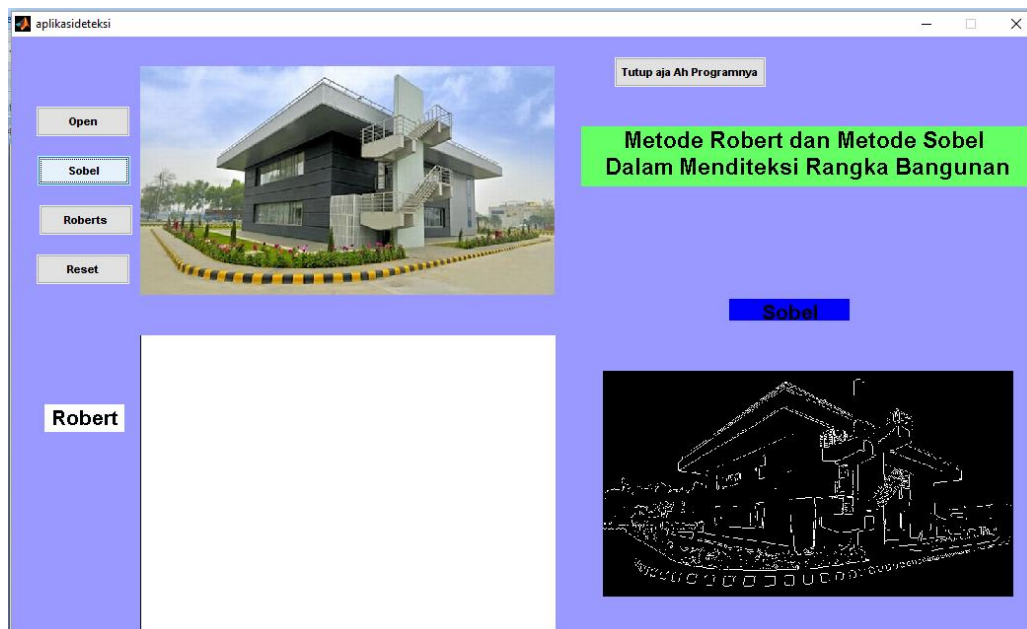 aplikasideteksi
Tutup aja Ah Programnya
Open
Metode Robert dan Metode Sobel
Dalam Menditeksi Rangka Bangunan
Sobel
Roberts
Reset
Sobel
Robert